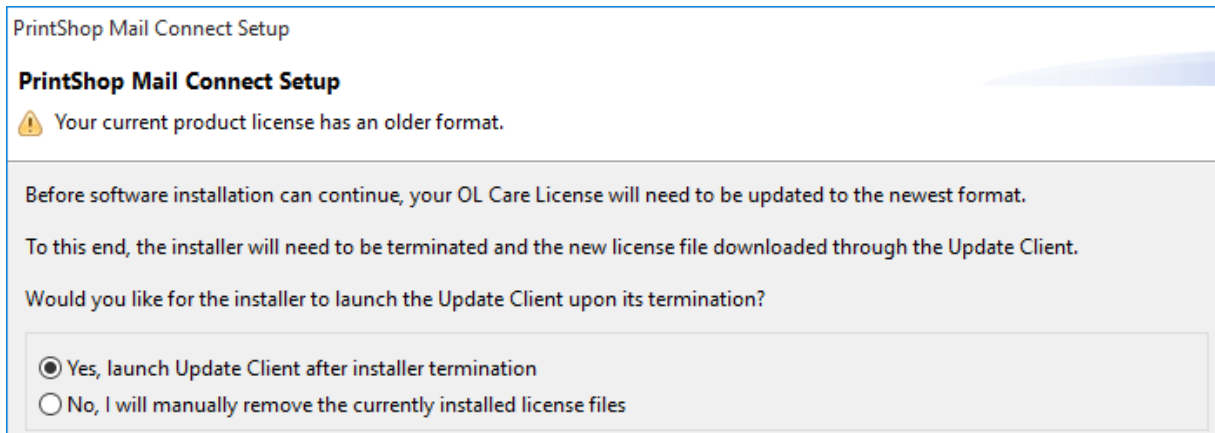 PrintShop Mail Connect Setup
PrintShop Mail Connect Setup
Your current product license has an older format.
Before software installation can continue, your OL Care License will need to be updated to the newest format.
To this end, the installer will need to be terminated and the new license file downloaded through the Update Client.
Would you like for the installer to launch the Update Client upon its termination?
Yes, launch Update Client after installer termination
No, I will manually remove the currently installed license files